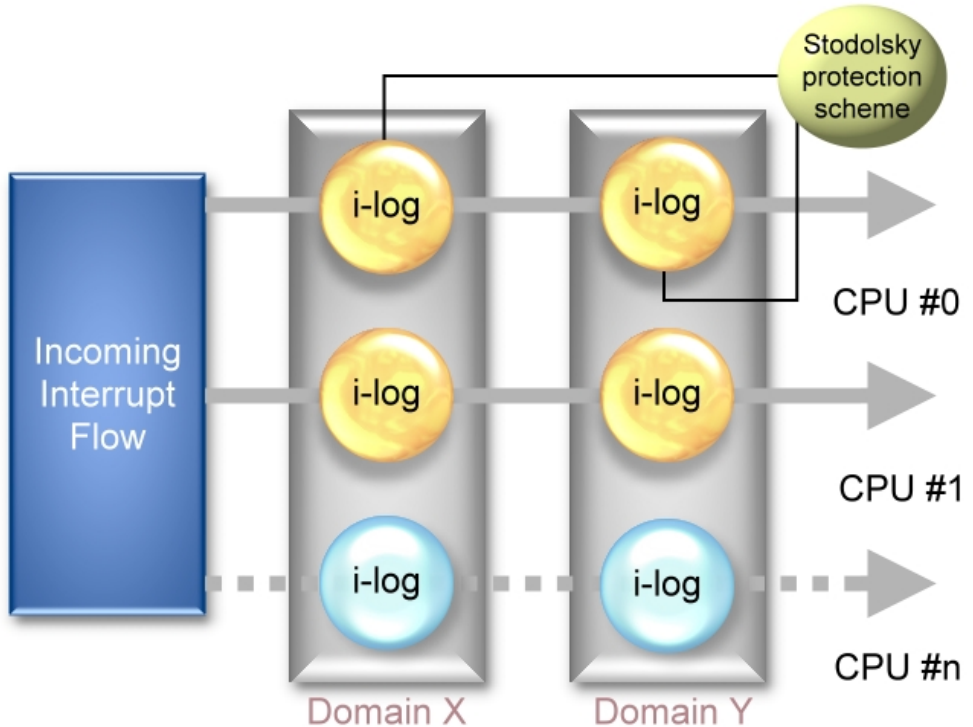 Stodolsky
protection
scheme
i-log
i-log
CPU #0
Incoming
Interrupt
Flow
i-log
i-log
CPU #1
i-log
i-log
CPU #n
Domain X
Domain Y